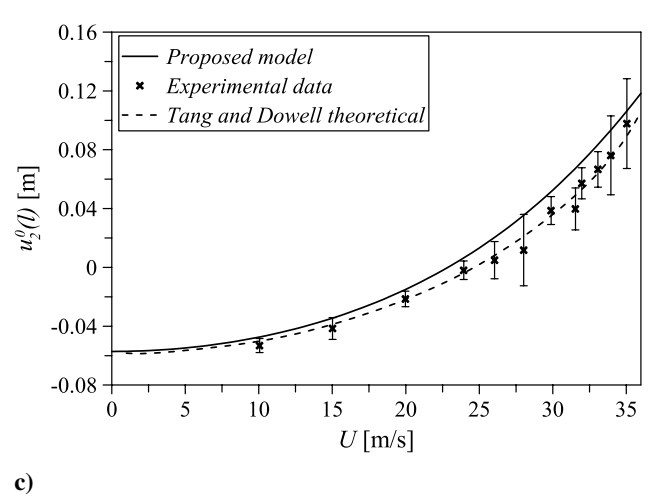 0.16
Proposed model
Experimental data
Tang and Dowell theoretical
0.12
0.08
0.04
0
-0.04
-0.08
u₂⁰(l) [m]
0 5 10 15 20 25 30 35
U [m/s]
c)